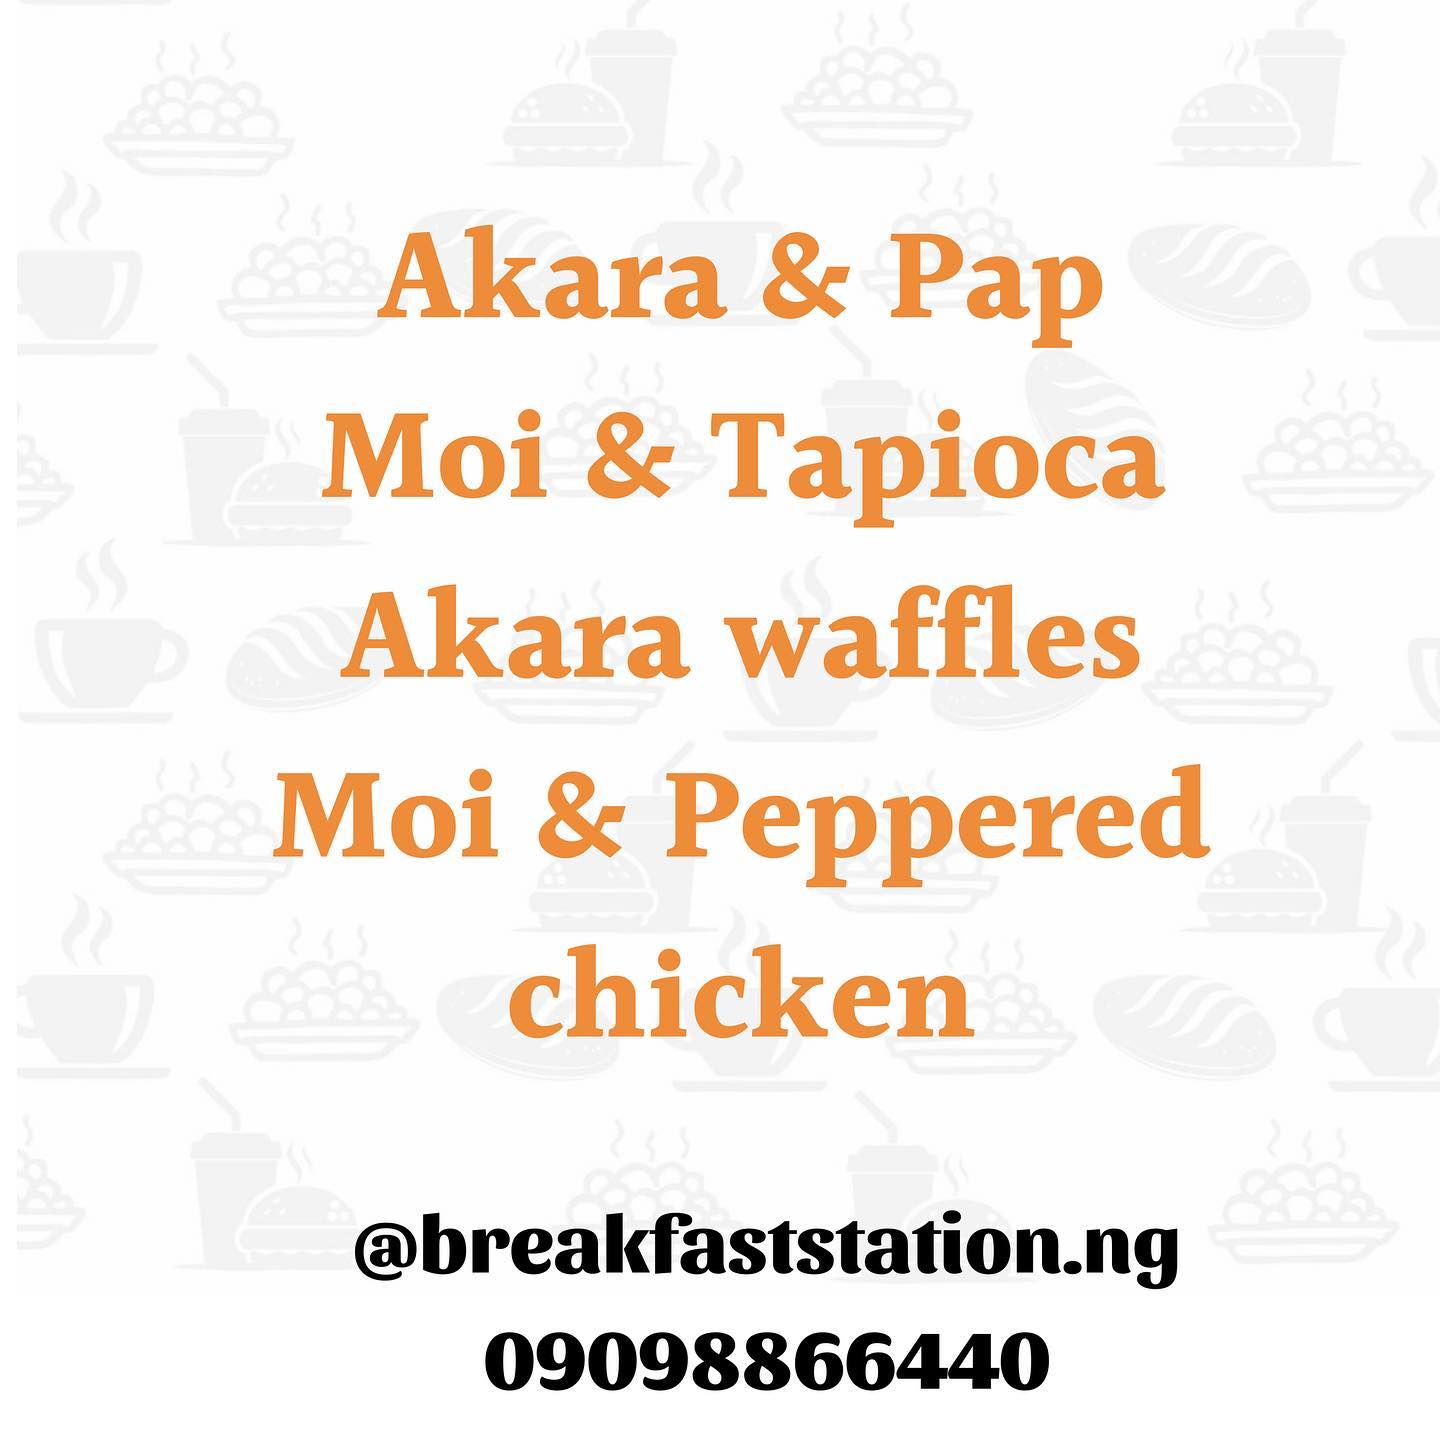 Akara & Pap
Moi & Tapioca
Akara waffles
Moi & Peppered
chicken
@breakfaststation.ng
09098866440